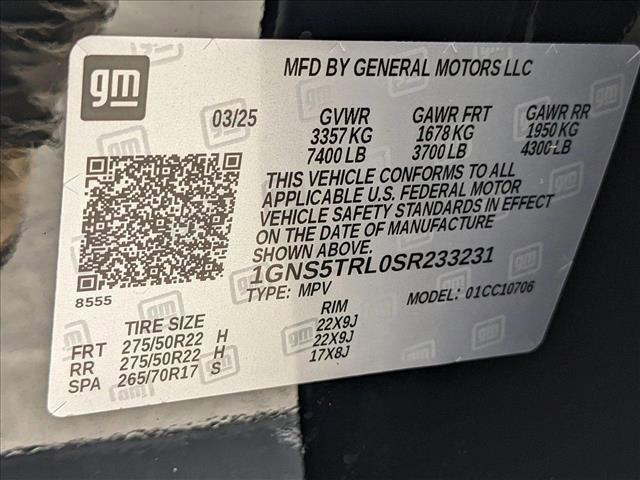 gm
MFD BY GENERAL MOTORS LLC
03/25 GVWR GAWR FRT GAWR RR
3357 KG 1678 KG 1950 KG
7400 LB 3700 LB 4300 LB
THIS VEHICLE CONFORMS TO ALL
APPLICABLE U.S. FEDERAL MOTOR
VEHICLE SAFETY STANDARDS IN EFFECT
ON THE DATE OF MANUFACTURE
SHOWN ABOVE.
8555
1GNS5TRL0SR233231
TYPE: MPV MODEL: 01CC10706
TIRE SIZE RIM
FRT 275/50R22 H 22X9J
RR 275/50R22 H 22X9J
SPA 265/70R17 S 17X8J